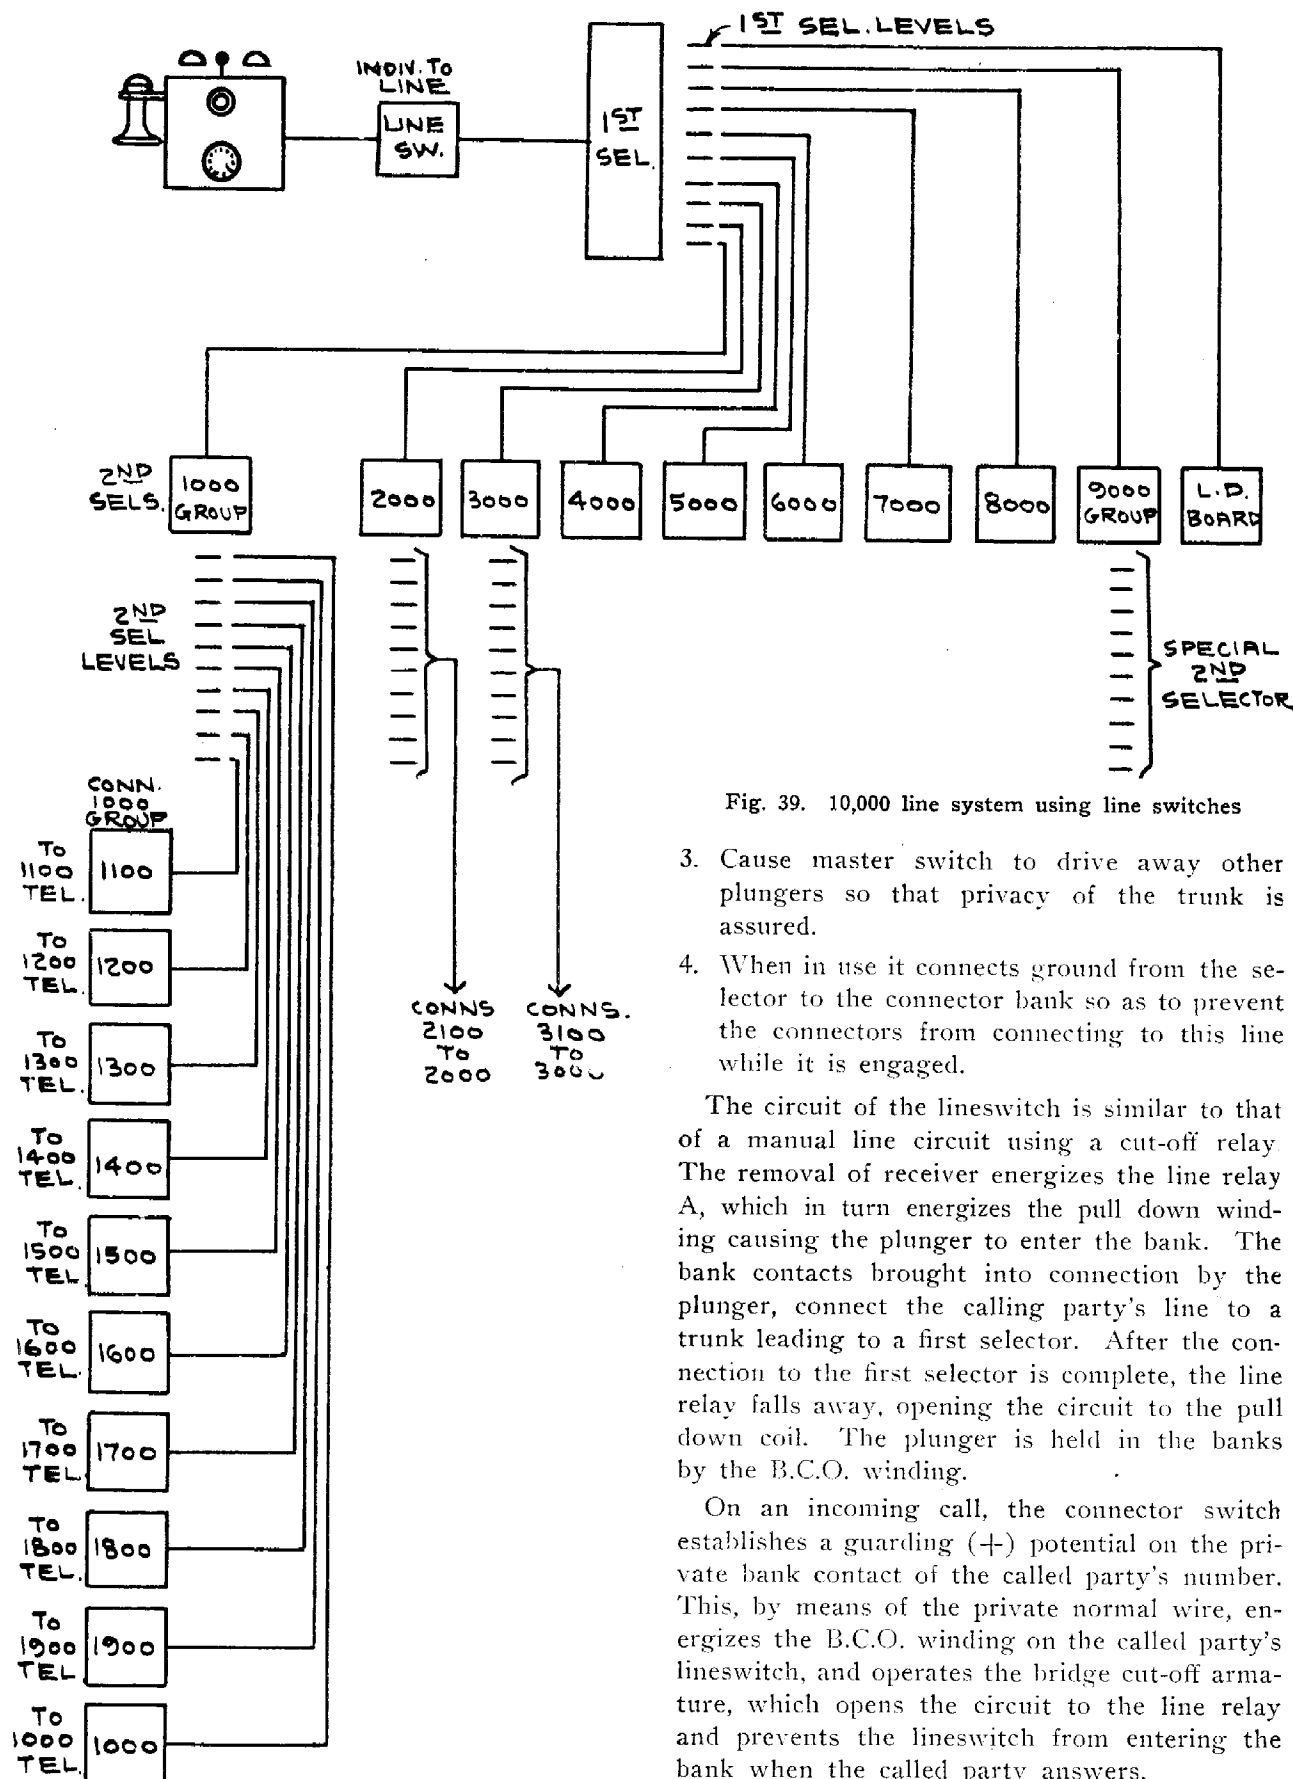 1ST SEL. LEVELS
INDIV. TO
LINE
LINE
SW.
1ST
SEL.
2ND
SELS.
1000
GROUP
2000
3000
4000
5000
6000
7000
8000
9000
GROUP
L.D.
BOARD
2ND
SEL
LEVELS
SPECIAL
2ND
SELECTOR
CONN.
1000
GROUP
TO
1100
TEL.
1100
TO
1200
TEL.
1200
TO
1300
TEL.
1300
TO
1400
TEL.
1400
TO
1500
TEL.
1500
TO
1600
TEL.
1600
TO
1700
TEL.
1700
TO
1800
TEL.
1800
TO
1900
TEL.
1900
TO
1000
TEL.
1000
CONNS
2100
TO
2000
CONNS.
3100
TO
3000
Fig. 39. 10,000 line system using line switches
3. Cause master switch to drive away other
plungers so that privacy of the trunk is
assured.
4. When in use it connects ground from the se-
lector to the connector bank so as to prevent
the connectors from connecting to this line
while it is engaged.
The circuit of the lineswitch is similar to that
of a manual line circuit using a cut-off relay
The removal of receiver energizes the line relay
A, which in turn energizes the pull down wind-
ing causing the plunger to enter the bank. The
bank contacts brought into connection by the
plunger, connect the calling party's line to a
trunk leading to a first selector. After the con-
nection to the first selector is complete, the line
relay falls away, opening the circuit to the pull
down coil. The plunger is held in the banks
by the B.C.O. winding.
On an incoming call, the connector switch
establishes a guarding (+) potential on the pri-
vate bank contact of the called party's number.
This, by means of the private normal wire, en-
ergizes the B.C.O. winding on the called party's
lineswitch, and operates the bridge cut-off arma-
ture, which opens the circuit to the line relay
and prevents the lineswitch from entering the
bank when the called party answers.